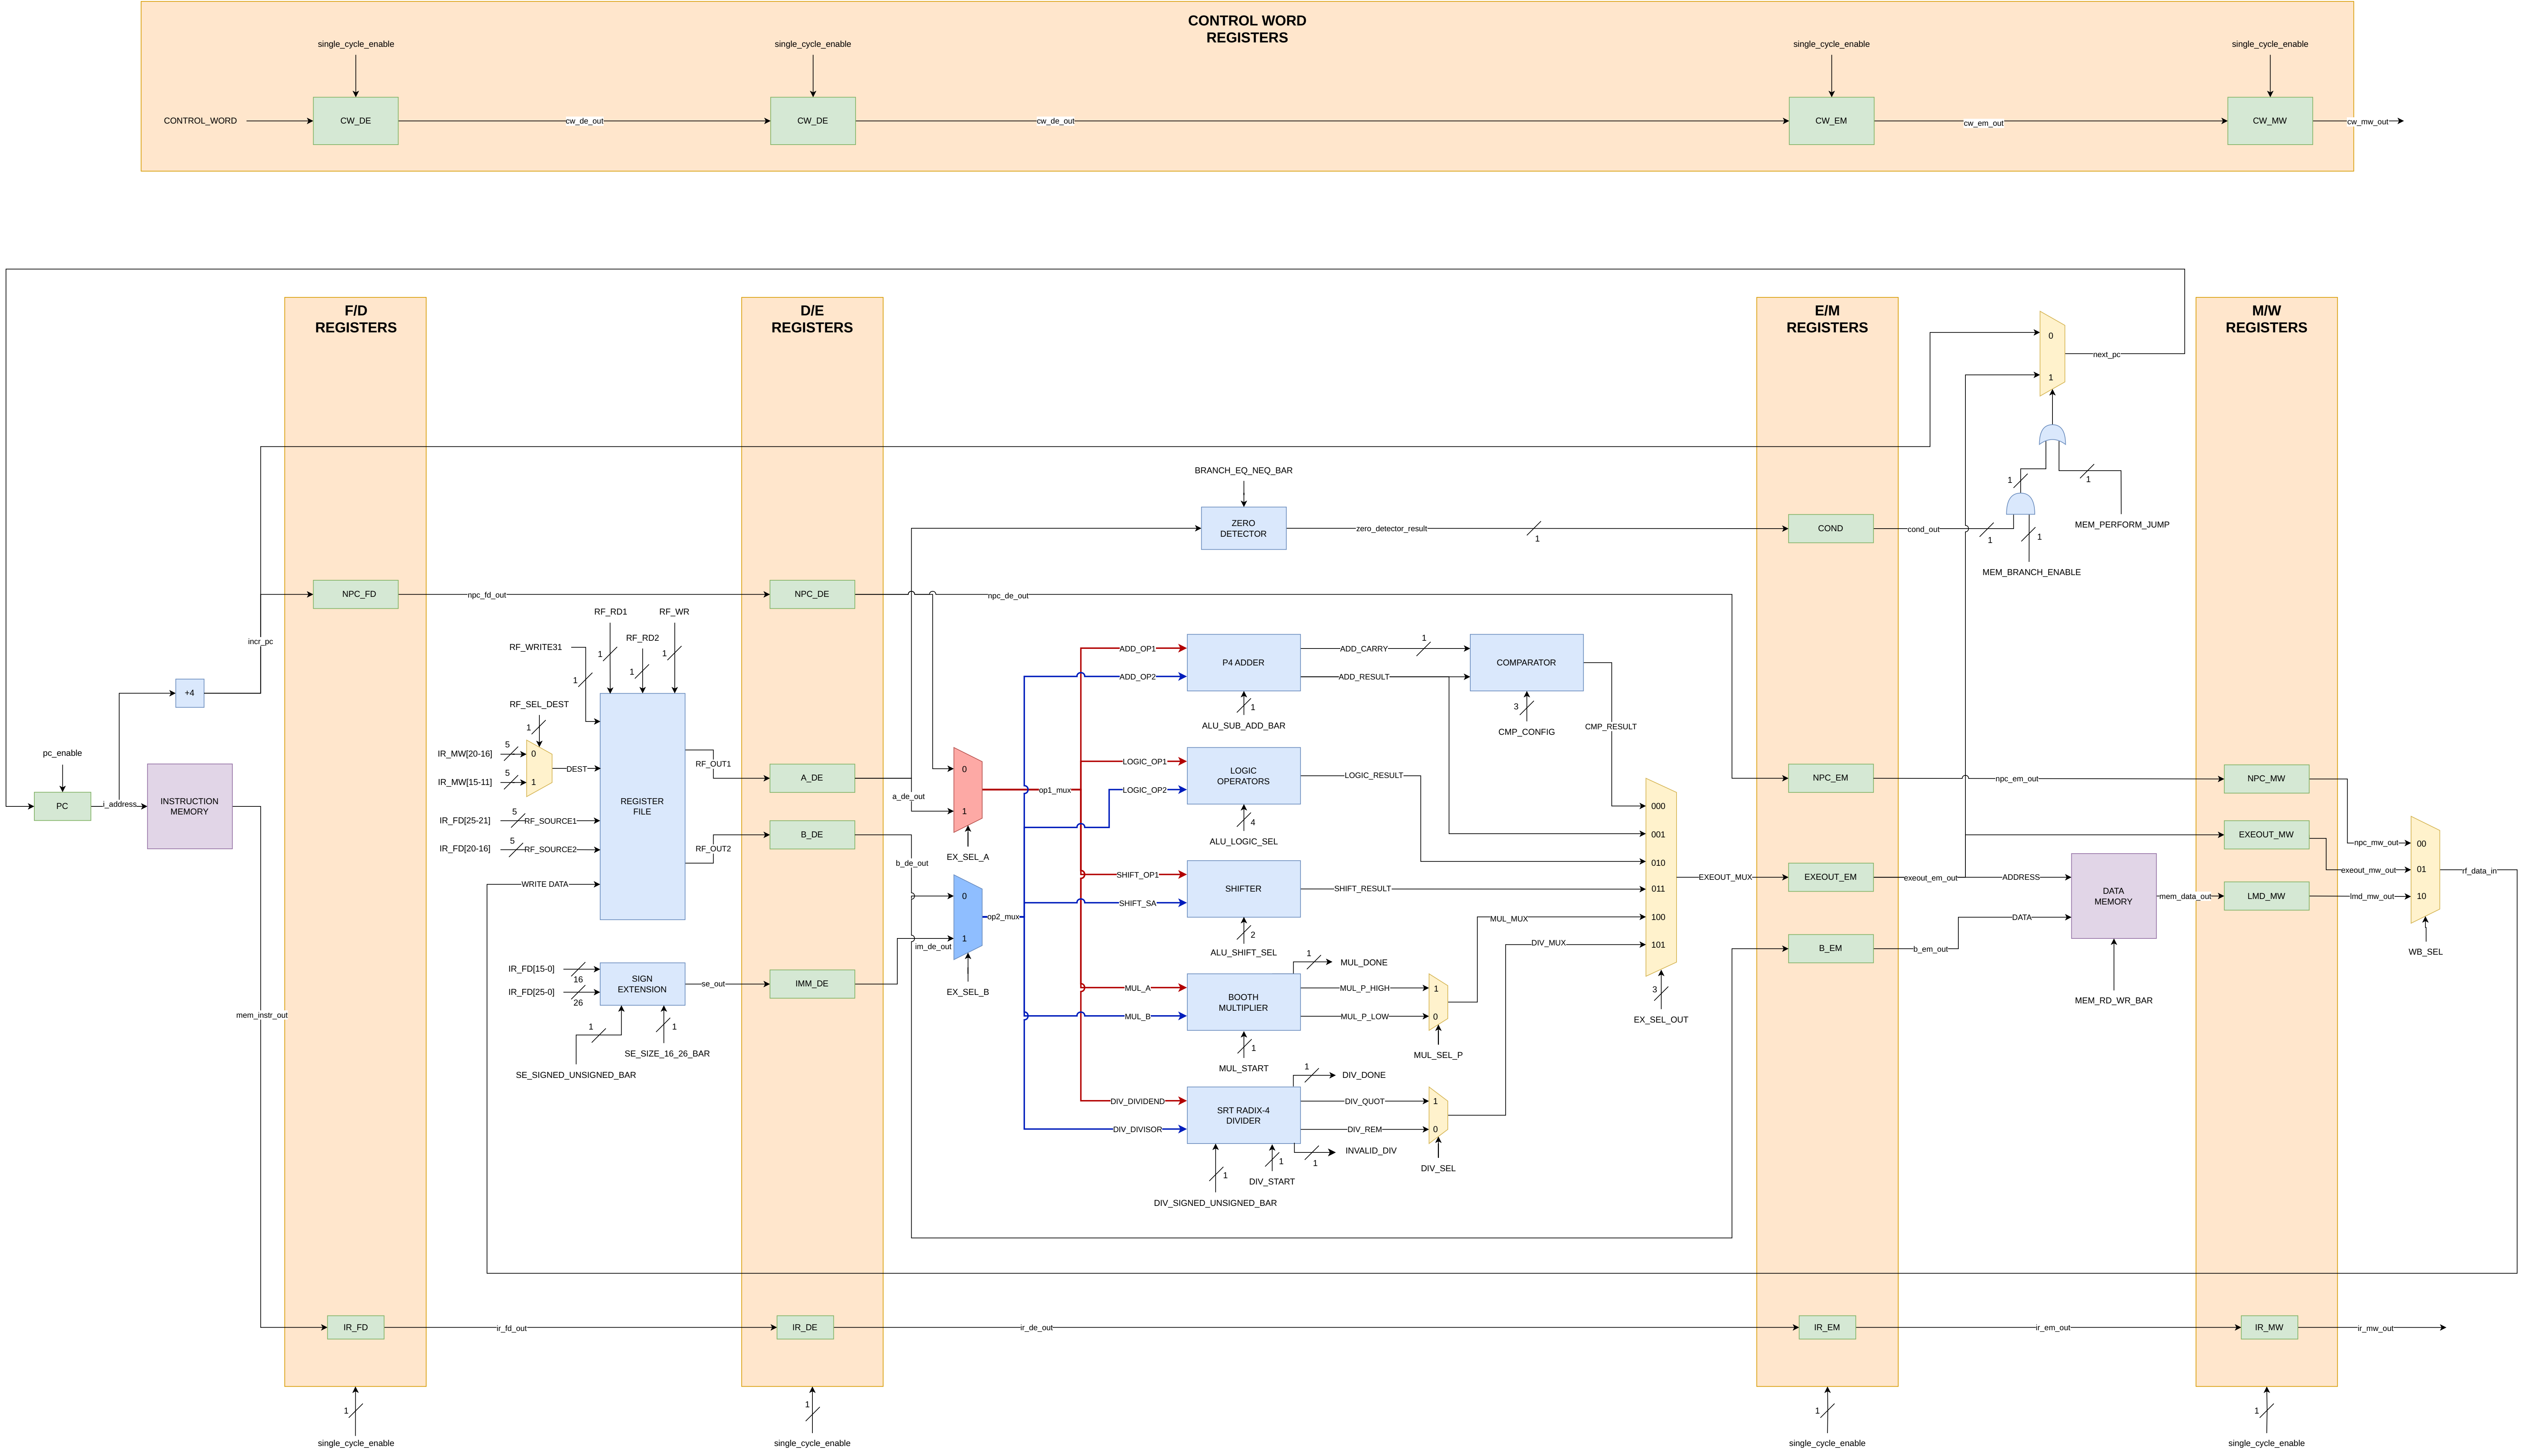 CONTROL WORD
REGISTERS
single_cycle_enable
single_cycle_enable
single_cycle_enable
single_cycle_enable
CONTROL_WORD
CW_DE
cw_de_out
CW_DE
cw_de_out
CW_EM
cw_em_out
CW_MW
cw_mw_out
F/D
REGISTERS
D/E
REGISTERS
E/M
REGISTERS
M/W
REGISTERS
0
1
next_pc
BRANCH_EQ_NEQ_BAR
ZERO
DETECTOR
zero_detector_result
1
COND
cond_out
1
1
1
1
MEM_PERFORM_JUMP
MEM_BRANCH_ENABLE
NPC_FD
npc_fd_out
NPC_DE
npc_de_out
incr_pc
+4
pc_enable
PC
i_address
INSTRUCTION
MEMORY
mem_instr_out
RF_RD1
RF_WR
RF_RD2
RF_WRITE31
1
1
1
1
RF_SEL_DEST
1
IR_MW[20-16]
5
0
IR_MW[15-11]
5
1
DEST
IR_FD[25-21]
5
RF_SOURCE1
IR_FD[20-16]
5
RF_SOURCE2
WRITE DATA
REGISTER
FILE
RF_OUT1
RF_OUT2
IR_FD[15-0]
16
IR_FD[25-0]
26
SIGN
EXTENSION
se_out
1
1
SE_SIZE_16_26_BAR
SE_SIGNED_UNSIGNED_BAR
A_DE
a_de_out
B_DE
b_de_out
IMM_DE
im_de_out
0
1
EX_SEL_A
op1_mux
0
1
EX_SEL_B
op2_mux
ADD_OP1
ADD_OP2
P4 ADDER
1
ALU_SUB_ADD_BAR
ADD_CARRY
1
ADD_RESULT
COMPARATOR
3
CMP_CONFIG
CMP_RESULT
LOGIC_OP1
LOGIC_OP2
LOGIC
OPERATORS
4
ALU_LOGIC_SEL
LOGIC_RESULT
SHIFT_OP1
SHIFT_SA
SHIFTER
2
ALU_SHIFT_SEL
SHIFT_RESULT
MUL_A
MUL_B
BOOTH
MULTIPLIER
1
MUL_START
1
MUL_DONE
MUL_P_HIGH
MUL_P_LOW
1
0
MUL_SEL_P
MUL_MUX
DIV_DIVIDEND
DIV_DIVISOR
SRT RADIX-4
DIVIDER
1
DIV_DONE
DIV_QUOT
DIV_REM
1
INVALID_DIV
1
DIV_START
1
DIV_SIGNED_UNSIGNED_BAR
1
0
DIV_SEL
DIV_MUX
000
001
010
011
100
101
3
EX_SEL_OUT
EXEOUT_MUX
NPC_EM
npc_em_out
EXEOUT_EM
exeout_em_out
ADDRESS
B_EM
b_em_out
DATA
DATA
MEMORY
mem_data_out
MEM_RD_WR_BAR
NPC_MW
npc_mw_out
EXEOUT_MW
exeout_mw_out
LMD_MW
lmd_mw_out
00
01
10
WB_SEL
rf_data_in
IR_FD
ir_fd_out
IR_DE
ir_de_out
IR_EM
ir_em_out
IR_MW
ir_mw_out
1
single_cycle_enable
1
single_cycle_enable
1
single_cycle_enable
1
single_cycle_enable